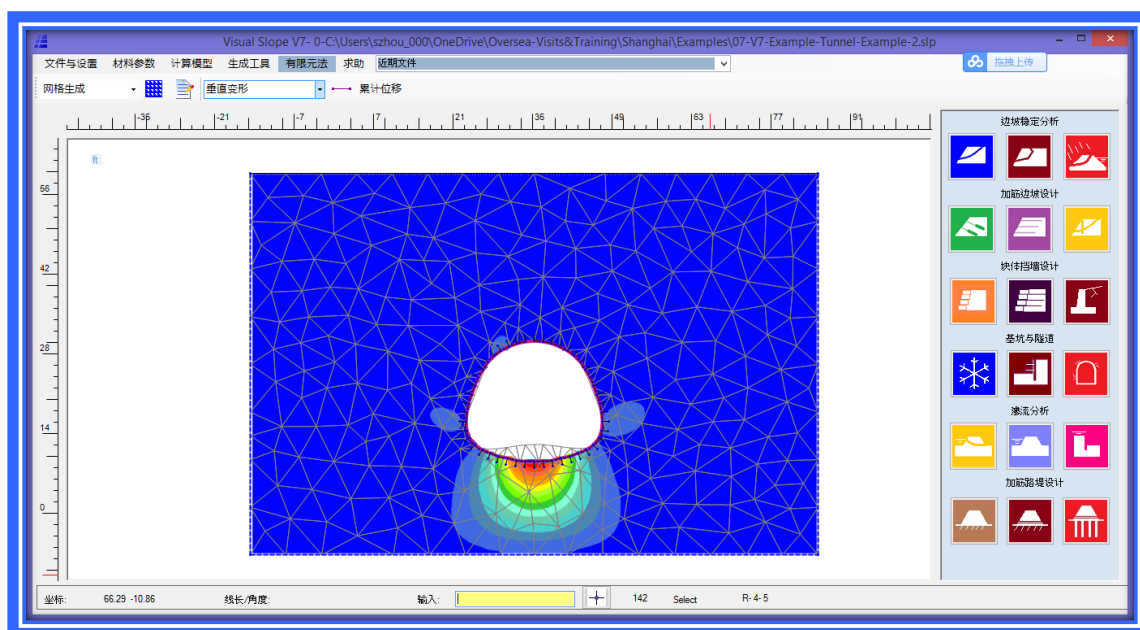 Visual Slope V7- 0-C:\Users\szhou_000\OneDrive\Oversea-Visits&Training\Shanghai\Examples\07-V7-Example-Tunnel-Example-2.slp
文件与设置 材料参数 计算模型 生成工具 有限元法 求助 近期文件 拖拽上传
网格生成 垂直变形 累计位移
-36 -21 -7 7 21 36 49 63 77 91
ft
56
42
28
14
0
边坡稳定分析
加筋边坡设计
块体挡墙设计
基坑与隧道
渗流分析
加筋路堤设计
坐标: 66.29 -10.86 线长/角度: 输入: 142 Select R- 4- 5